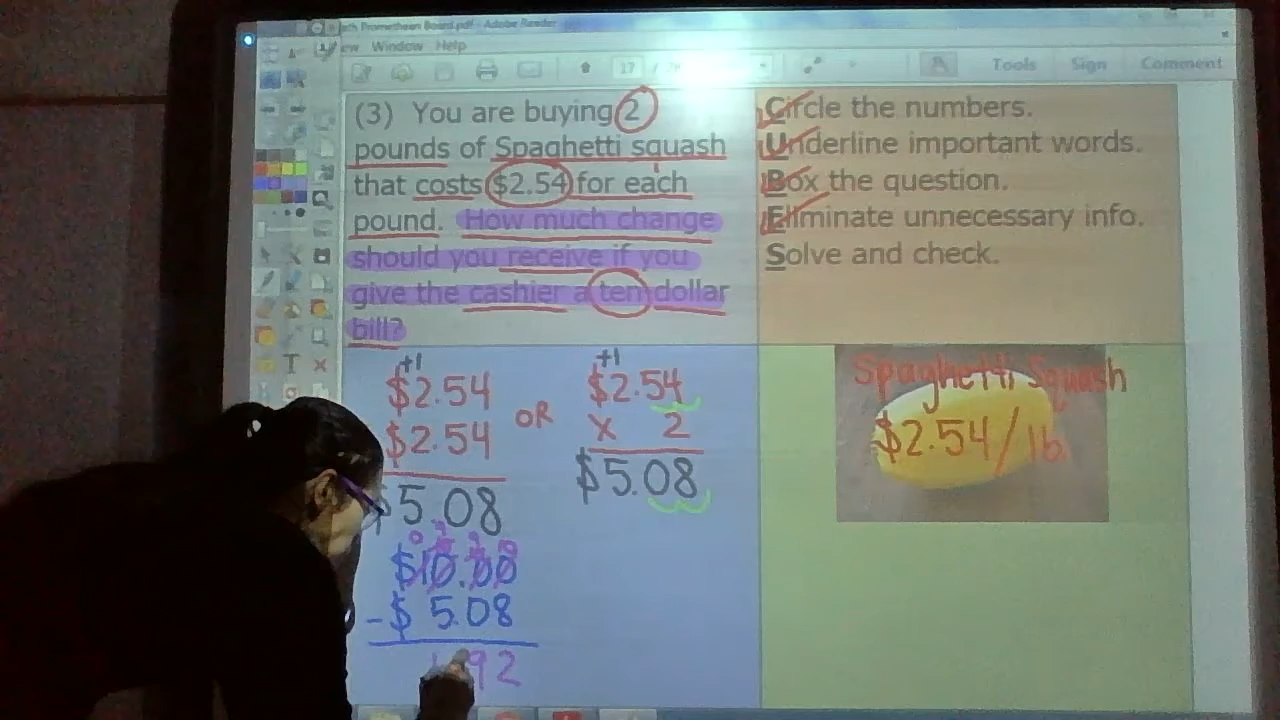 Promethean Board.pdf - Adobe Reader
Window Help
17
Tools Sign Comment
(3) You are buying 2
pounds of Spaghetti squash
that costs $2.54 for each
pound. How much change
should you receive if you
give the cashier a ten dollar
bill?
Circle the numbers.
Underline important words.
Box the question.
Eliminate unnecessary info.
Solve and check.
+1
$2.54
$2.54
$5.08
OR
+1
$2.54
x 2
$5.08
$10.00
- $ 5.08
92
Spaghetti Squash
$2.54/lb.